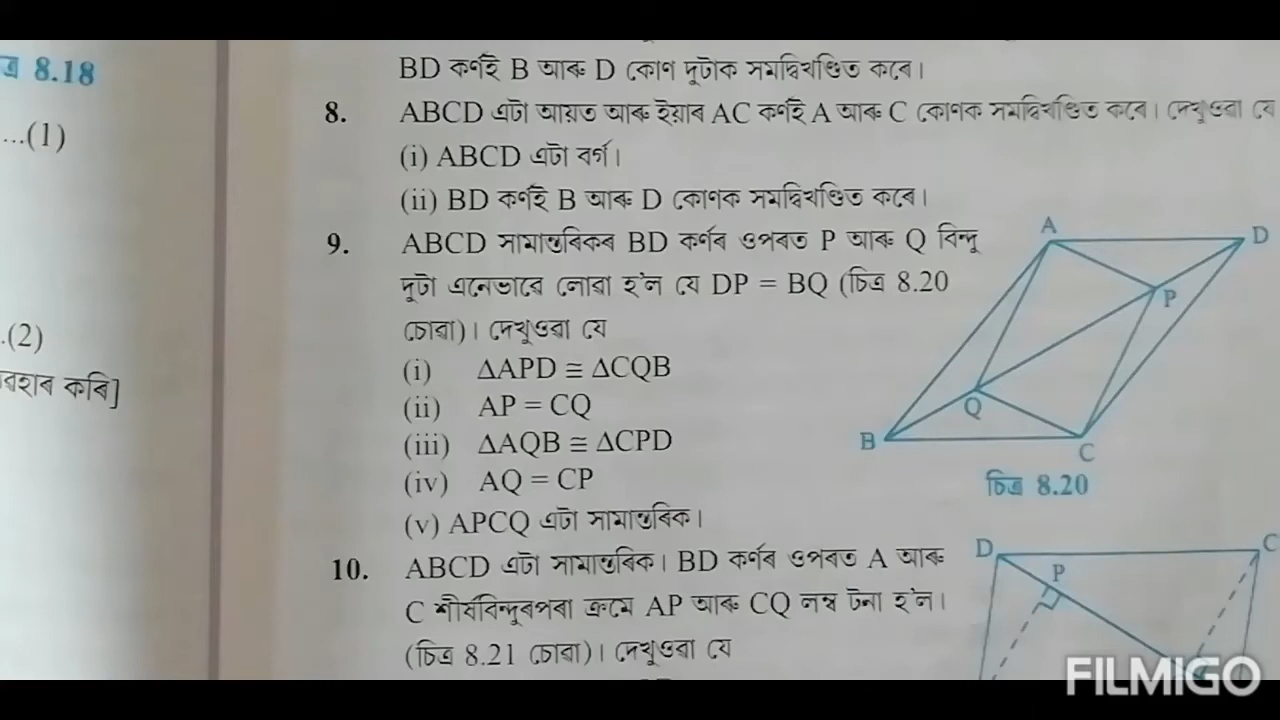 ত্ৰ 8.18
...(1)
.(2)
ৱহাৰ কৰি]
BD কৰ্ণই B আৰু D কোণ দুটাক সমদ্বিখণ্ডিত কৰে।
8. ABCD এটা আয়ত আৰু ইয়াৰ AC কৰ্ণই A আৰু C কোণক সমদ্বিখণ্ডিত কৰে। দেখুওৱা যে
(i) ABCD এটা বৰ্গ।
(ii) BD কৰ্ণই B আৰু D কোণক সমদ্বিখণ্ডিত কৰে।
9. ABCD সামান্তৰিকৰ BD কৰ্ণৰ ওপৰত P আৰু Q বিন্দু
দুটা এনেভাৱে লোৱা হ'ল যে DP = BQ (চিত্ৰ 8.20
চোৱা)। দেখুওৱা যে
(i) ΔAPD ≅ ΔCQB
(ii) AP = CQ
(iii) ΔAQB ≅ ΔCPD
(iv) AQ = CP
(v) APCQ এটা সামান্তৰিক।
A
D
P
Q
B
C
চিত্ৰ 8.20
10. ABCD এটা সামান্তৰিক। BD কৰ্ণৰ ওপৰত A আৰু
C শীৰ্ষবিন্দুৰপৰা ক্ৰমে AP আৰু CQ লম্ব টনা হ'ল।
(চিত্ৰ 8.21 চোৱা)। দেখুওৱা যে
D
C
P
FILMIGO